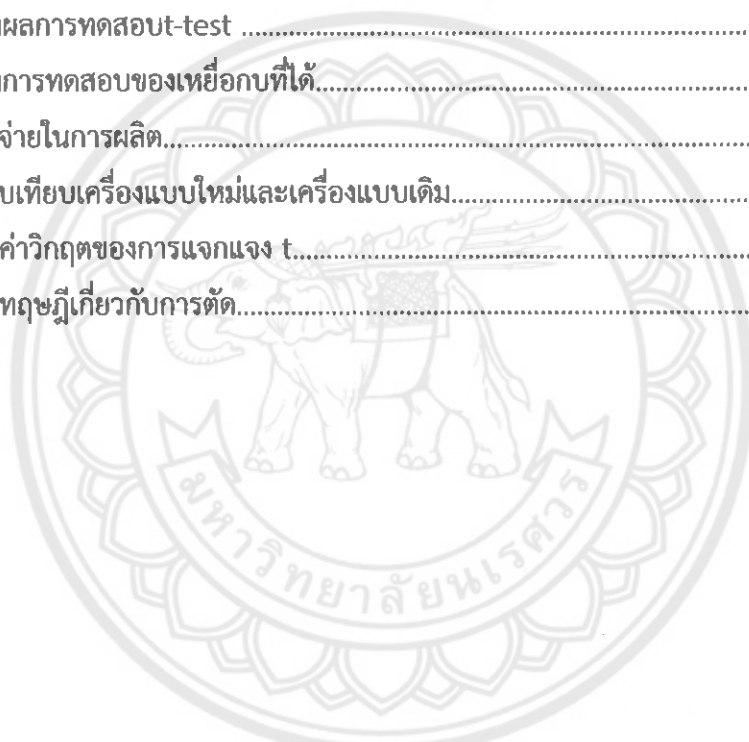 ผลการทดสอบt-test ........................................................................
การทดสอบของเหยื่อกบที่ได้............................................................
จ่ายในการผลิต...............................................................................
บเทียบเครื่องแบบใหม่และเครื่องแบบเดิม..........................................
ค่าวิกฤตของการแจกแจง t...............................................................
ทฤษฎีเกี่ยวกับการตัด.....................................................................
มหาวิทยาลัยนเรศวร